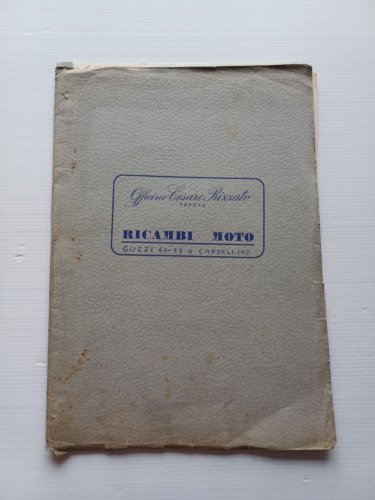 Officine Cesare Rizzato
PADOVA
RICAMBI MOTO
GUZZI 65-73 e CARDELLINO